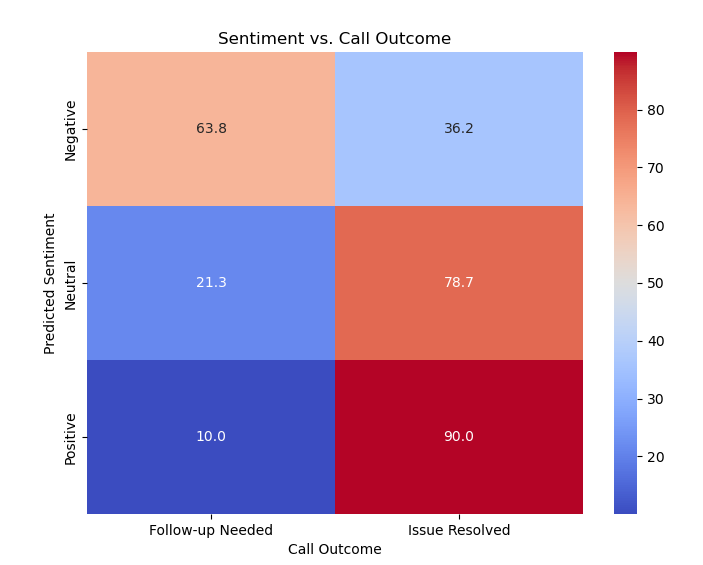 Sentiment vs. Call Outcome
Predicted Sentiment
Negative
63.8
36.2
Neutral
21.3
78.7
Positive
10.0
90.0
Follow-up Needed
Issue Resolved
Call Outcome
80
70
60
50
40
30
20